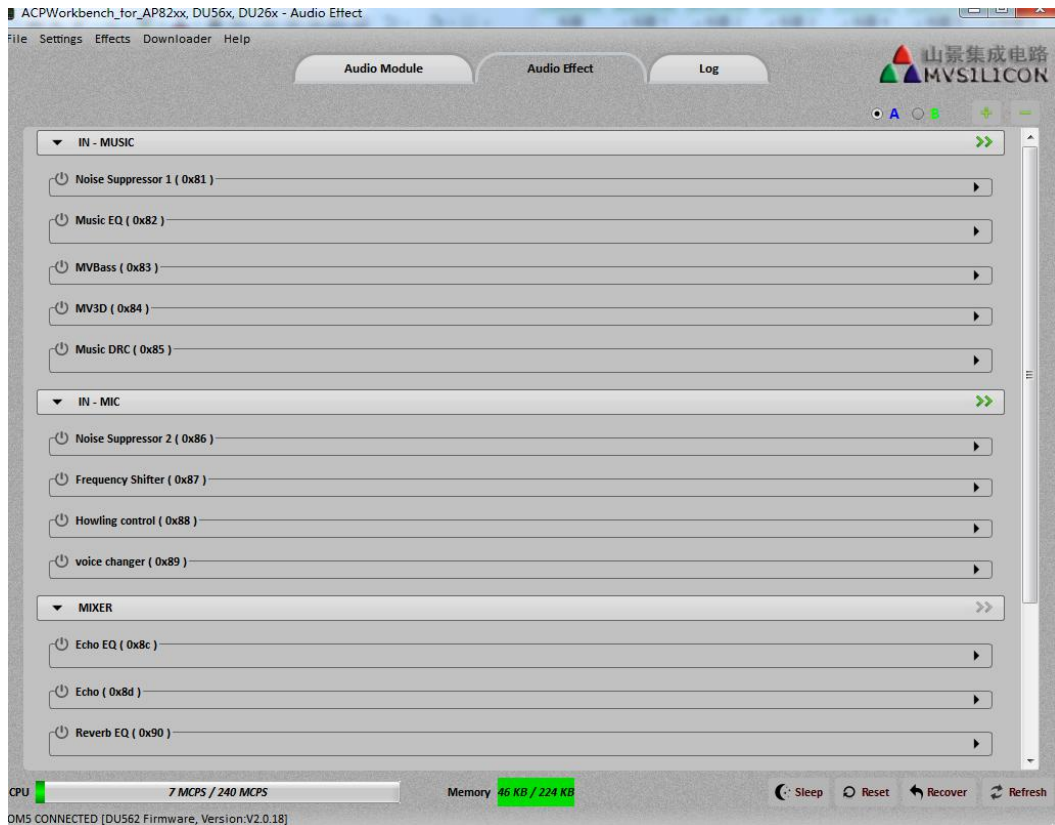 ACPWorkbench_for_AP82xx, DU56x, DU26x - Audio Effect
File Settings Effects Downloader Help
Audio Module Audio Effect Log
山景集成电路
MVSILICON
A B
IN - MUSIC
Noise Suppressor 1 ( 0x81 )
Music EQ ( 0x82 )
MVBass ( 0x83 )
MV3D ( 0x84 )
Music DRC ( 0x85 )
IN - MIC
Noise Suppressor 2 ( 0x86 )
Frequency Shifter ( 0x87 )
Howling control ( 0x88 )
voice changer ( 0x89 )
MIXER
Echo EQ ( 0x8c )
Echo ( 0x8d )
Reverb EQ ( 0x90 )
CPU 7 MCPS / 240 MCPS Memory 46 KB / 224 KB Sleep Reset Recover Refresh
OM5 CONNECTED [DU562 Firmware, Version:V2.0.18]